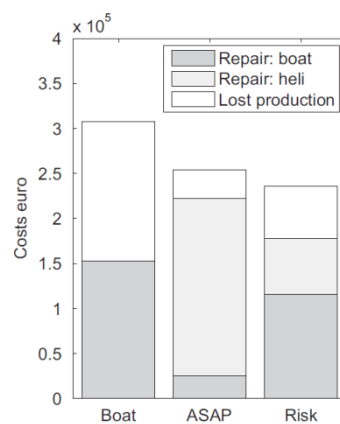 x 10^5
4
Repair: boat
Repair: heli
Lost production
3.5
3
2.5
2
1.5
1
0.5
0
Costs euro
Boat ASAP Risk